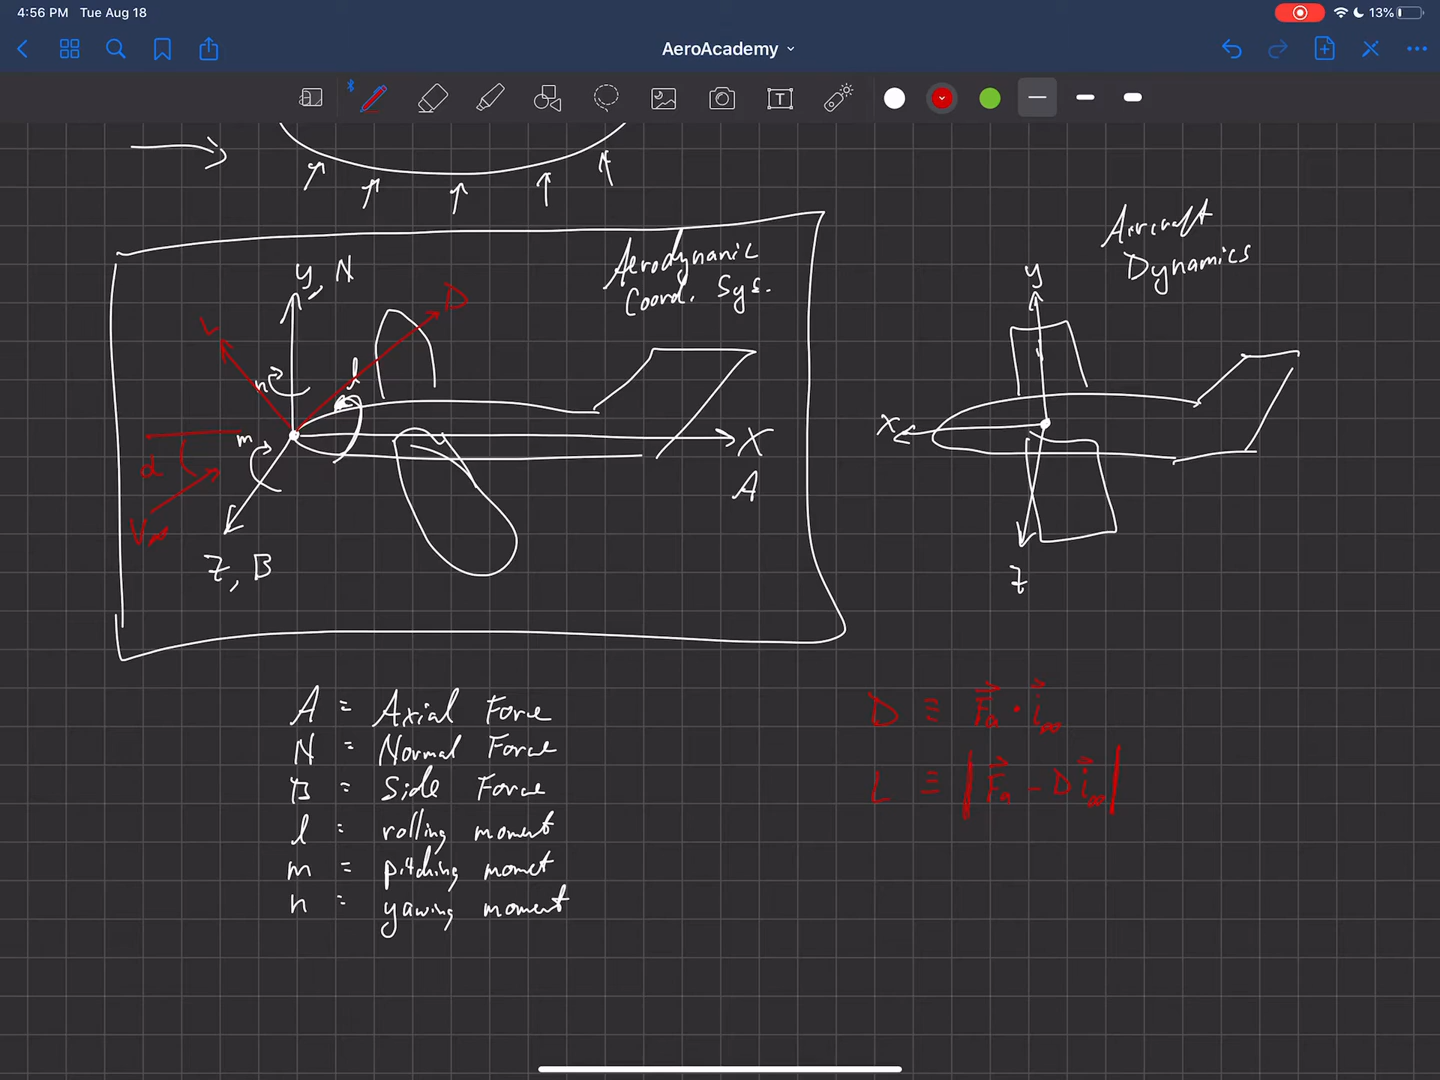 4:56 PM Tue Aug 18
13%
AeroAcademy
T
Aerodynamic
Coord. Sys.
y, N
D
L
n
l
m
α
V∞
X
A
Z, B
Aircraft
Dynamics
y
X
Z
A = Axial Force
N = Normal Force
B = Side Force
l = rolling moment
m = pitching momet
n = yawing moment
D ≡ F⃗a · i⃗∞
L ≡ | F⃗a - D i⃗∞ |